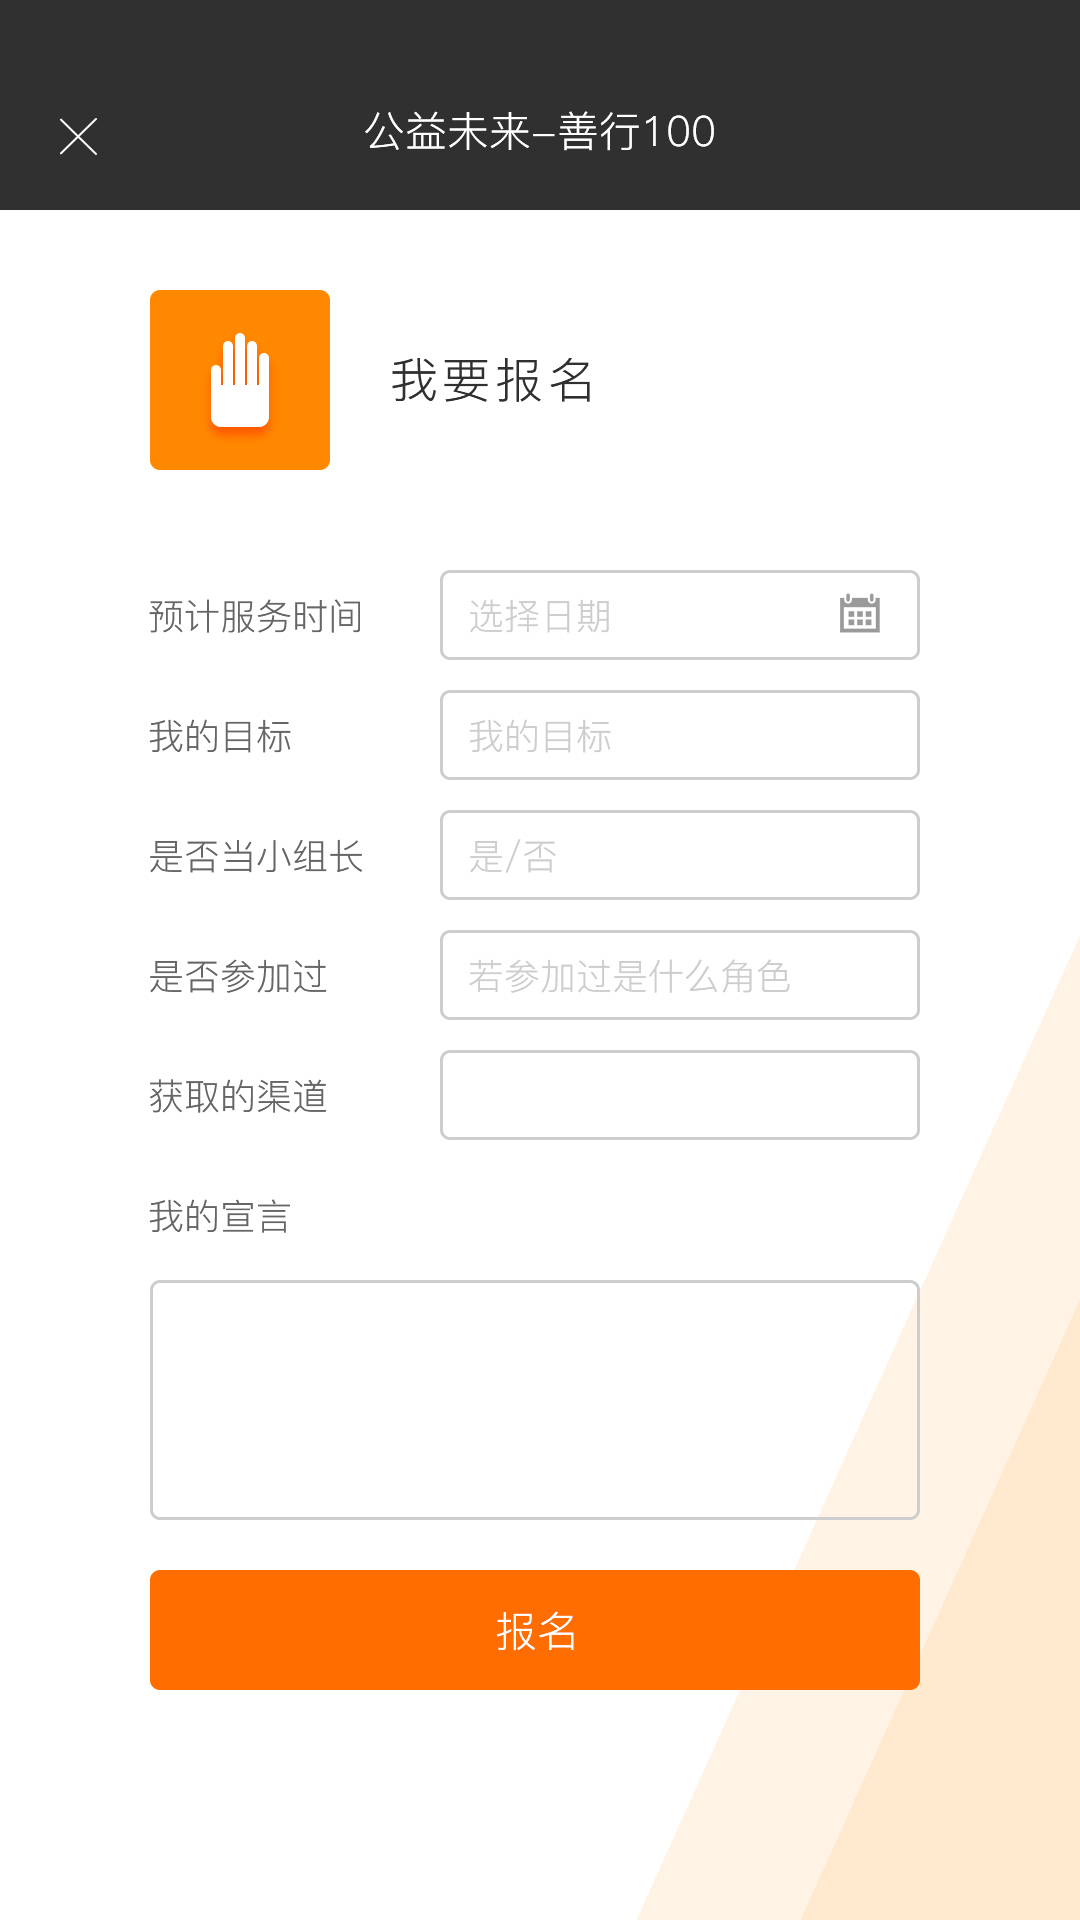 公益未来–善行100
我要报名
预计服务时间 选择日期
我的目标 我的目标
是否当小组长 是/否
是否参加过 若参加过是什么角色
获取的渠道
我的宣言
报名